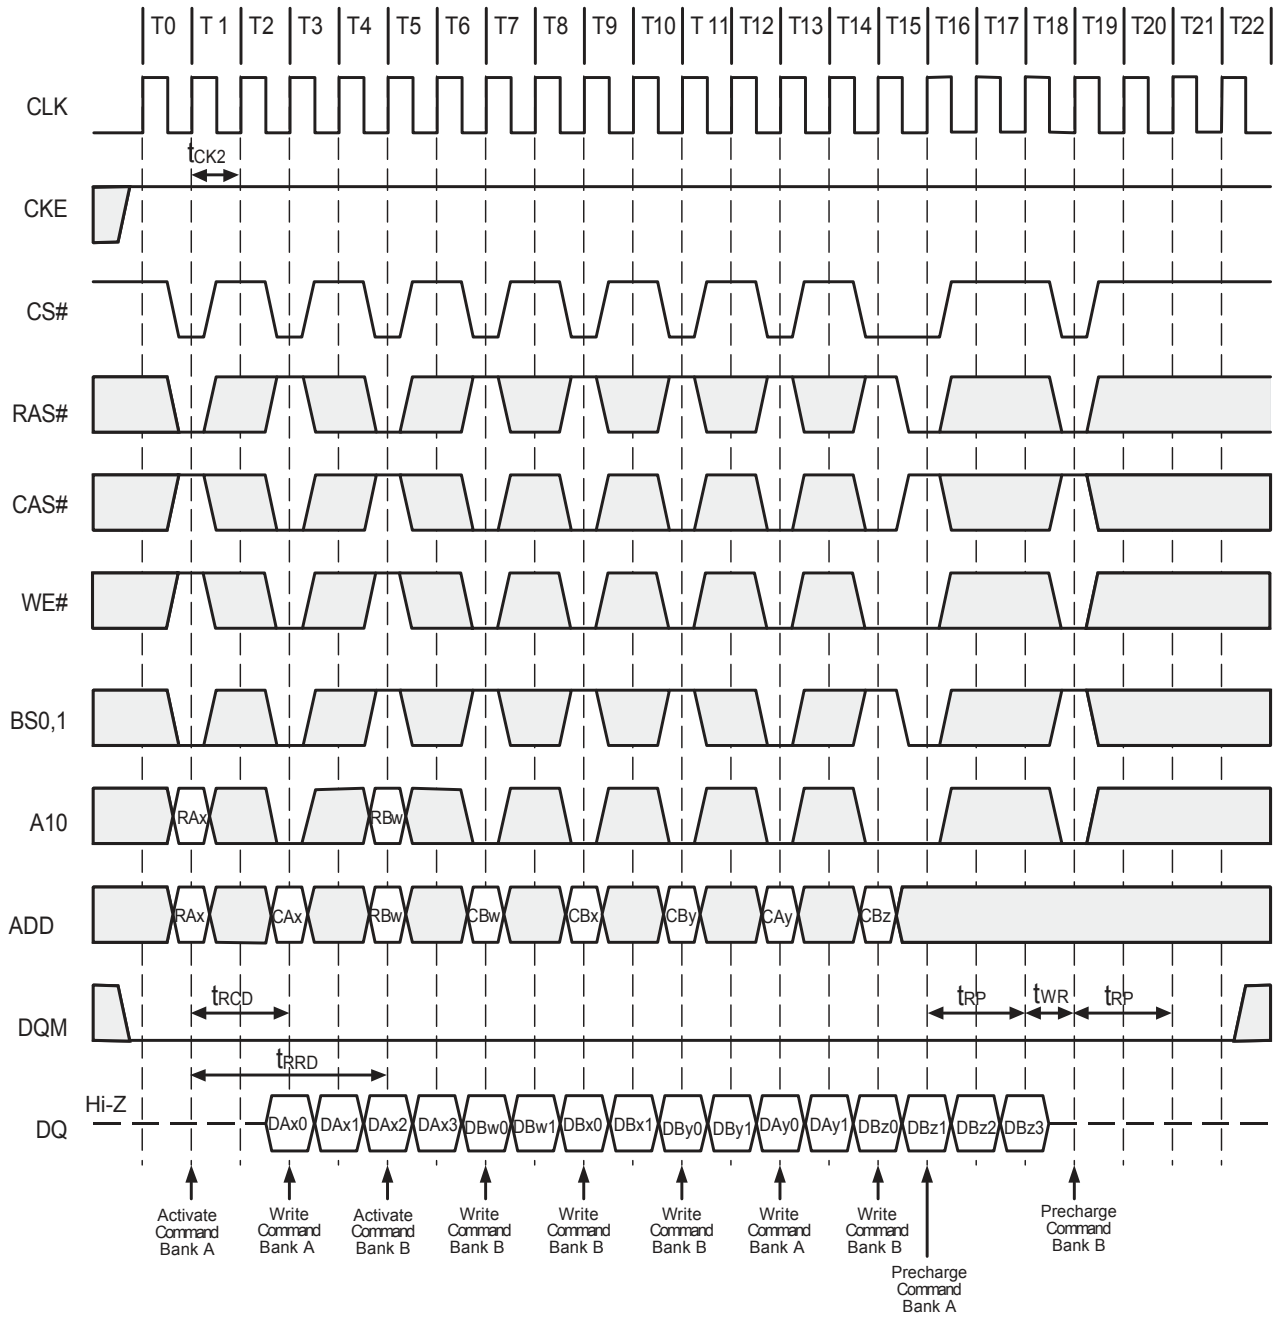 T0 T 1 T2 T3 T4 T5 T6 T7 T8 T9 T10 T 11 T12 T13 T14 T15 T16 T17 T18 T19 T20 T21 T22
CLK
tCK2
CKE
CS#
RAS#
CAS#
WE#
BS0,1
A10
RAx RBw
ADD
RAx CAx RBw CBw CBx CBy CAy CBz
DQM
tRCD tRP tWR tRP
tRRD
Hi-Z
DQ
DAx0 DAx1 DAx2 DAx3 DBw0 DBw1 DBx0 DBx1 DBy0 DBy1 DAy0 DAy1 DBz0 DBz1 DBz2 DBz3
Activate
Command
Bank A
Write
Command
Bank A
Activate
Command
Bank B
Write
Command
Bank B
Write
Command
Bank B
Write
Command
Bank B
Write
Command
Bank A
Write
Command
Bank B
Precharge
Command
Bank A
Precharge
Command
Bank B